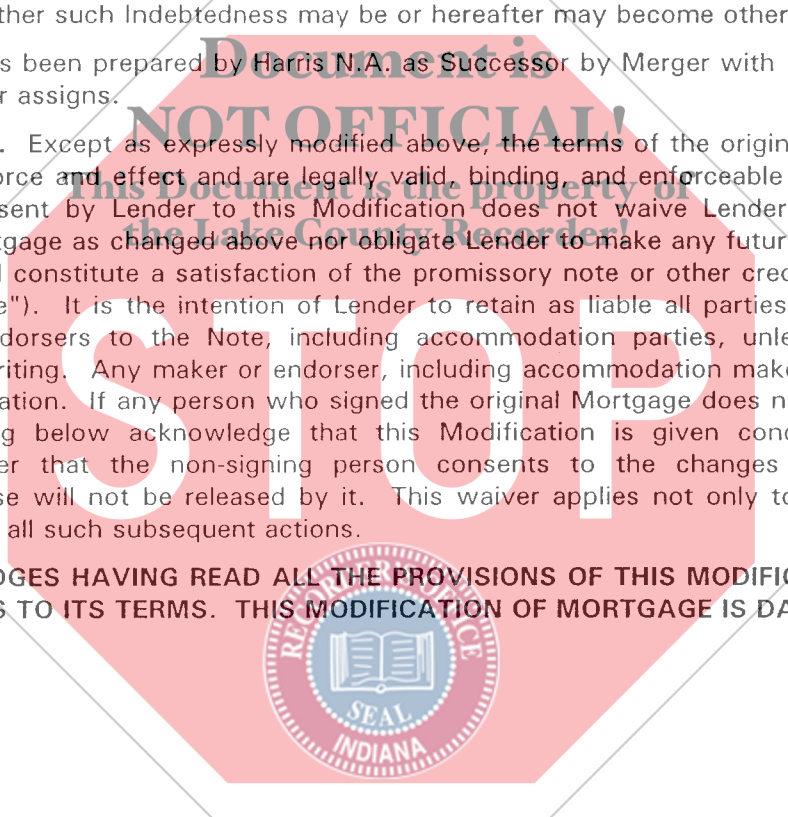 ther such Indebtedness may be or hereafter may become other
Document is
s been prepared by Harris N.A. as Successor by Merger with
r assigns.
NOT OFFICIAL!
. Except as expressly modified above, the terms of the origin
orce and effect and are legally valid, binding, and enforceable
This Document is the property of
sent by Lender to this Modification does not waive Lender
the Lake County Recorder!
tgage as changed above nor obligate Lender to make any futur
l constitute a satisfaction of the promissory note or other cred
e"). It is the intention of Lender to retain as liable all parties
dorsers to the Note, including accommodation parties, unle
riting. Any maker or endorser, including accommodation make
STOP
ation. If any person who signed the original Mortgage does n
g below acknowledge that this Modification is given cond
er that the non-signing person consents to the changes
se will not be released by it. This waiver applies not only to
all such subsequent actions.
DGES HAVING READ ALL THE PROVISIONS OF THIS MODIFIC
S TO ITS TERMS. THIS MODIFICATION OF MORTGAGE IS DA
RECORDER'S OFFICE
SEAL
INDIANA